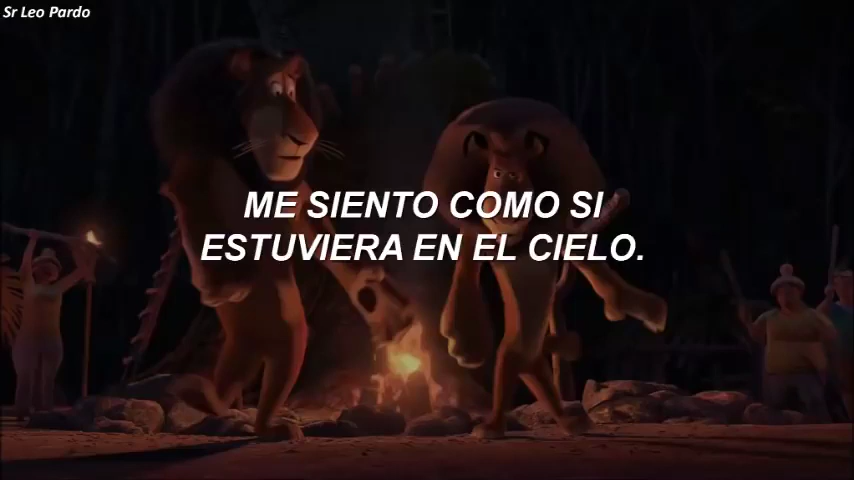 Sr Leo Pardo
ME SIENTO COMO SI
ESTUVIERA EN EL CIELO.